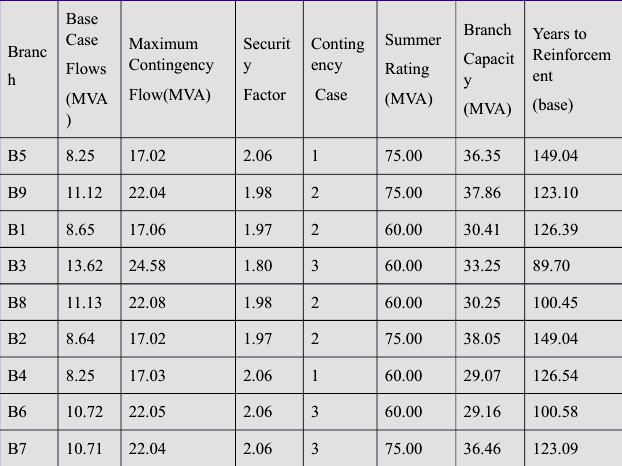 Branc
h
Base
Case
Flows
(MVA
)
Maximum
Contingency
Flow(MVA)
Securit
y
Factor
Conting
ency
Case
Summer
Rating
(MVA)
Branch
Capacit
y
(MVA)
Years to
Reinforcem
ent
(base)
B5 8.25 17.02 2.06 1 75.00 36.35 149.04
B9 11.12 22.04 1.98 2 75.00 37.86 123.10
B1 8.65 17.06 1.97 2 60.00 30.41 126.39
B3 13.62 24.58 1.80 3 60.00 33.25 89.70
B8 11.13 22.08 1.98 2 60.00 30.25 100.45
B2 8.64 17.02 1.97 2 75.00 38.05 149.04
B4 8.25 17.03 2.06 1 60.00 29.07 126.54
B6 10.72 22.05 2.06 3 60.00 29.16 100.58
B7 10.71 22.04 2.06 3 75.00 36.46 123.09